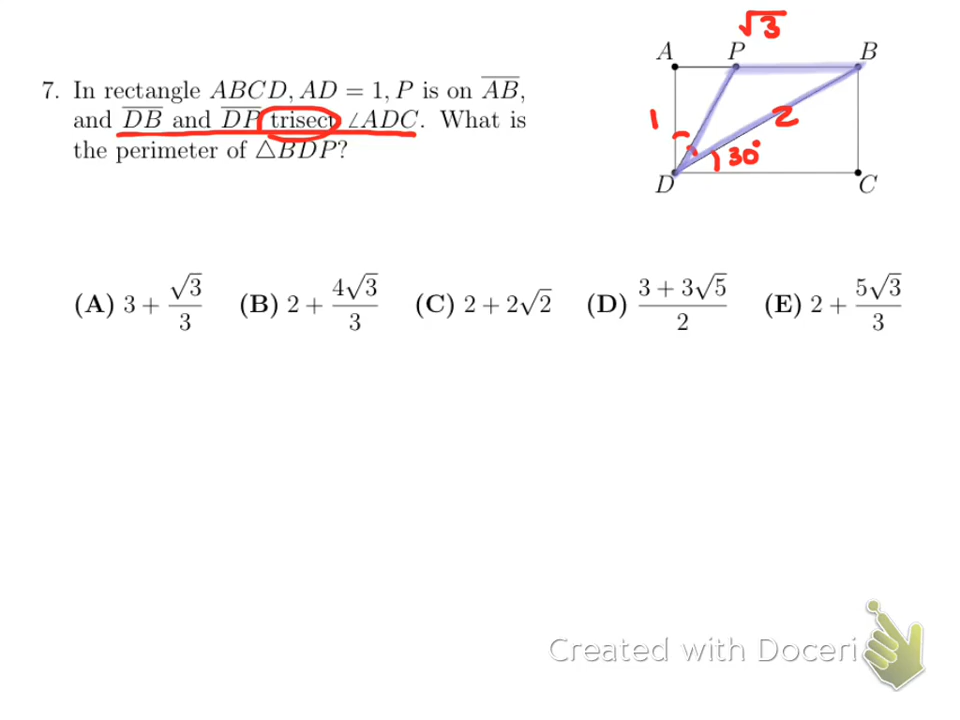 √3
A P B
7. In rectangle ABCD, AD = 1, P is on AB,
and DB and DP trisect ∠ADC. What is
the perimeter of △BDP?
1
2
30°
D C
(A) 3 + √3/3 (B) 2 + 4√3/3 (C) 2 + 2√2 (D) 3 + 3√5/2 (E) 2 + 5√3/3
Created with Doceri